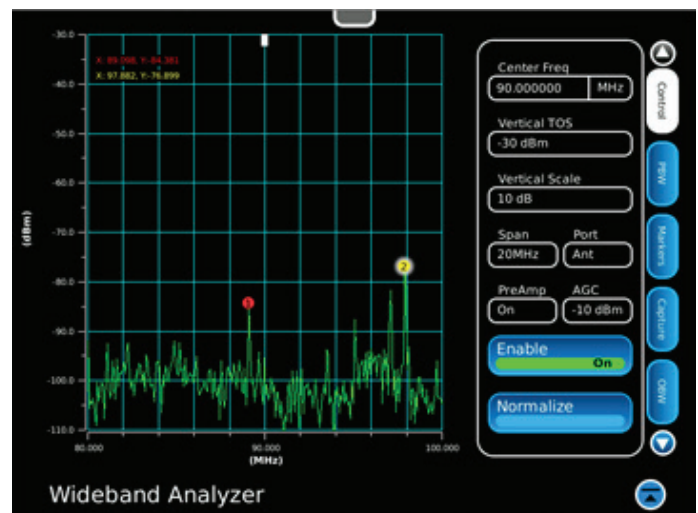 -30.0
X: 89.098, Y:-84.381
X: 97.882, Y:-76.899
-40.0
-50.0
-60.0
-70.0
-80.0
-90.0
-100.0
-110.0
(dBm)
1
2
80.000
90.000
100.000
(MHz)
Center Freq
90.000000 MHz
Vertical TOS
-30 dBm
Vertical Scale
10 dB
Span Port
20MHz Ant
PreAmp AGC
On -10 dBm
Enable
On
Normalize
Control
PBW
Markers
Capture
OBW
Wideband Analyzer